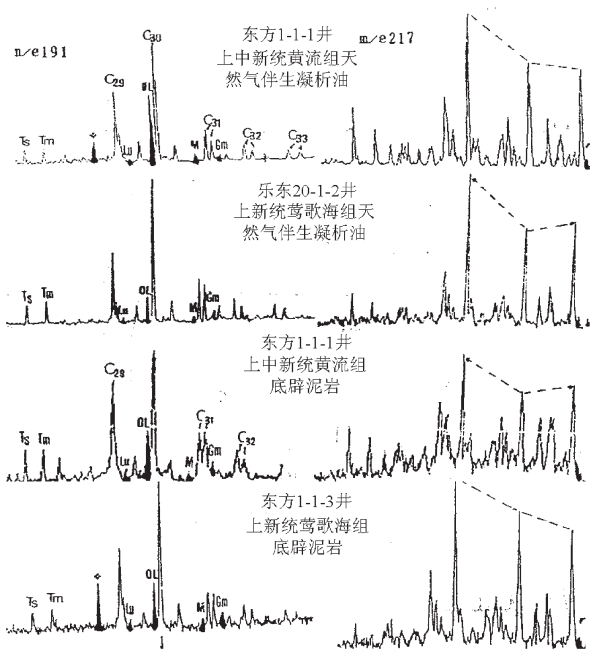 m/e191
东方1-1-1井
上中新统黄流组天
然气伴生凝析油
m/e217
C30
C29
OL
C31
C32
C33
Ts
Tm
Lu
M
Gm
乐东20-1-2井
上新统莺歌海组天
然气伴生凝析油
Ts
Tm
Lu
OL
M
Gm
东方1-1-1井
上中新统黄流组
底辟泥岩
C29
OL
C31
C32
Ts
Tm
Lu
M
Gm
东方1-1-3井
上新统莺歌海组
底辟泥岩
OL
Ts
Tm
Lu
M
Gm